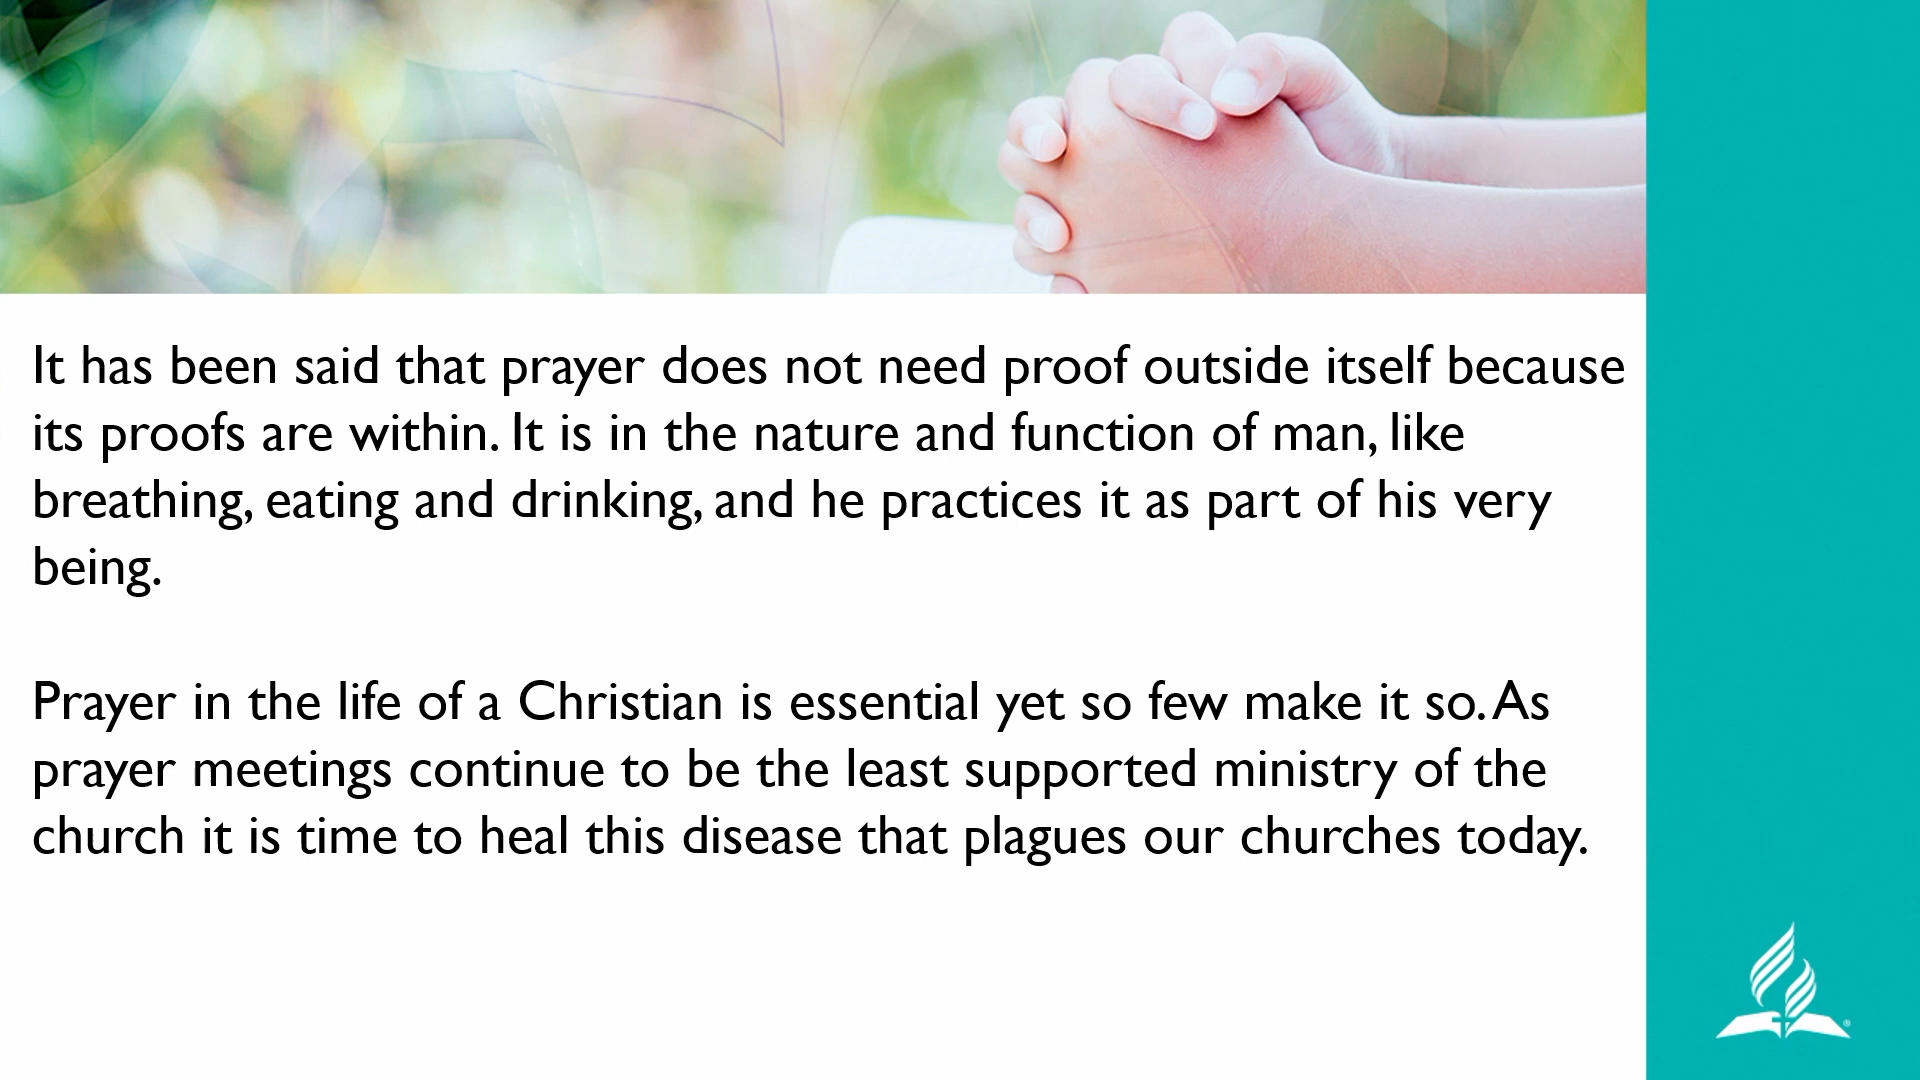 It has been said that prayer does not need proof outside itself because
its proofs are within. It is in the nature and function of man, like
breathing, eating and drinking, and he practices it as part of his very
being.
Prayer in the life of a Christian is essential yet so few make it so. As
prayer meetings continue to be the least supported ministry of the
church it is time to heal this disease that plagues our churches today.
®